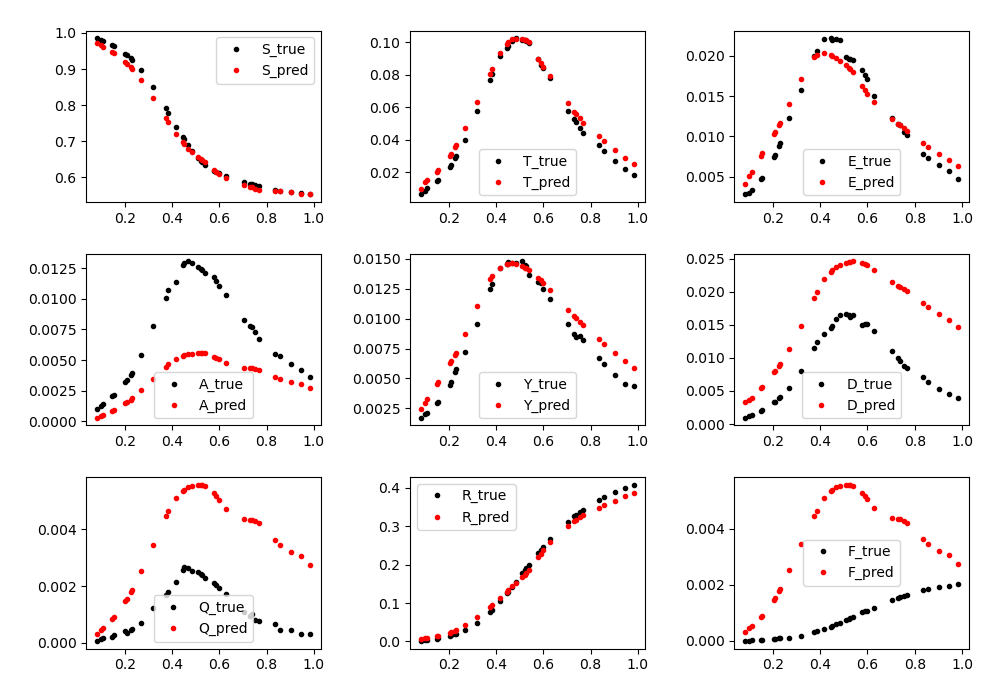 1.0
0.9
0.8
0.7
0.6
S_true
S_pred
0.2 0.4 0.6 0.8 1.0
0.10
0.08
0.06
0.04
0.02
T_true
T_pred
0.2 0.4 0.6 0.8 1.0
0.020
0.015
0.010
0.005
E_true
E_pred
0.2 0.4 0.6 0.8 1.0
0.0125
0.0100
0.0075
0.0050
0.0025
0.0000
A_true
A_pred
0.2 0.4 0.6 0.8 1.0
0.0150
0.0125
0.0100
0.0075
0.0050
0.0025
Y_true
Y_pred
0.2 0.4 0.6 0.8 1.0
0.025
0.020
0.015
0.010
0.005
0.000
D_true
D_pred
0.2 0.4 0.6 0.8 1.0
0.004
0.002
0.000
Q_true
Q_pred
0.2 0.4 0.6 0.8 1.0
0.4
0.3
0.2
0.1
0.0
R_true
R_pred
0.2 0.4 0.6 0.8 1.0
0.004
0.002
0.000
F_true
F_pred
0.2 0.4 0.6 0.8 1.0